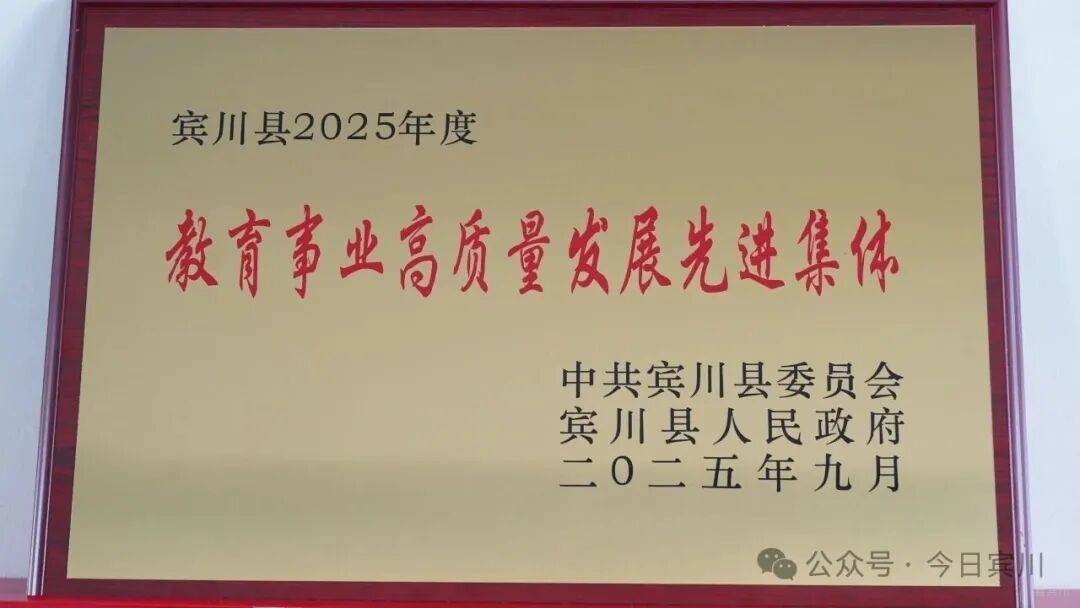 宾川县2025年度
教育事业高质量发展先进集体
中共宾川县委员会
宾川县人民政府
二〇二五年九月
公众号·今日宾川